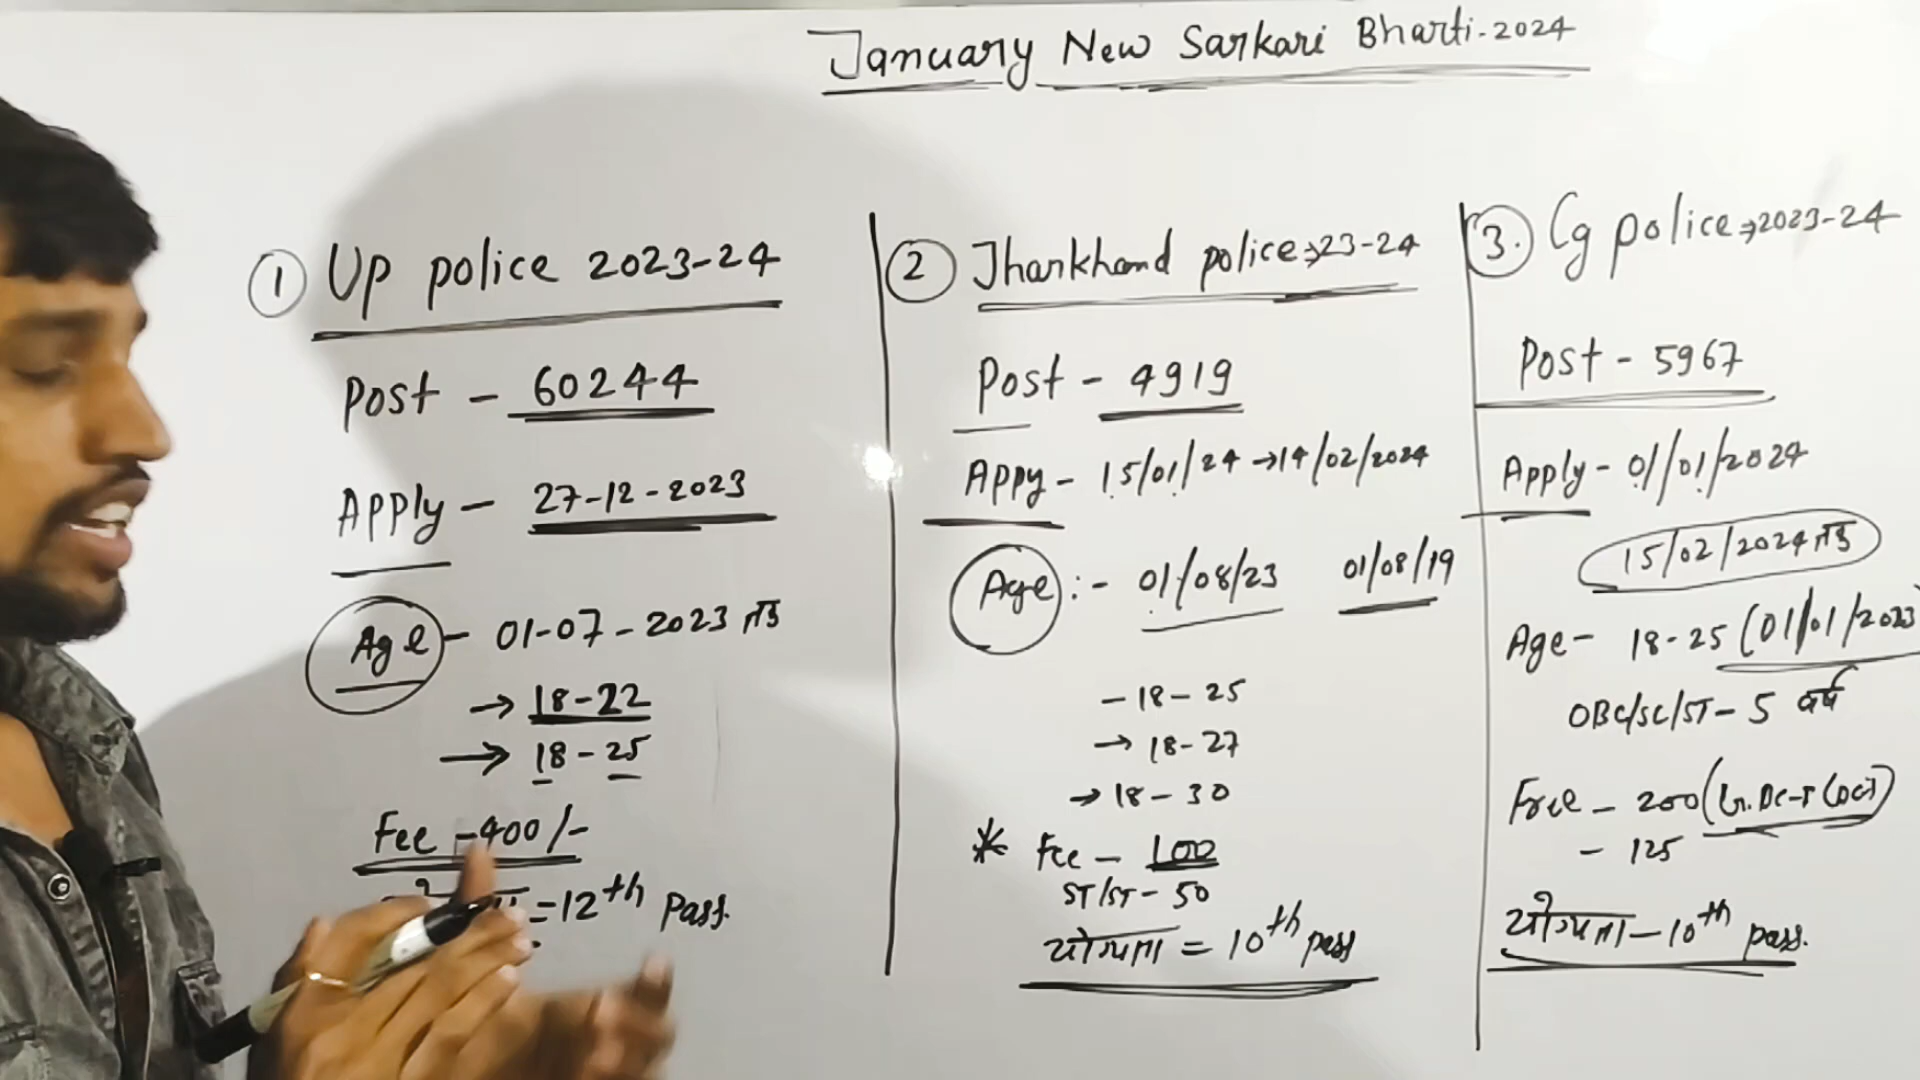 January New Sarkari Bharti-2024
① Up police 2023-24
Post - 60244
Apply - 27-12-2023
Age - 01-07-2023 तक
→ 18-22
→ 18-25
Fee - 400/-
= 12th pass.
② Jharkhand police → 23-24
Post - 4919
Appy - 15/01/24 → 14/02/2024
Age :- 01/08/23 01/08/19
- 18-25
→ 18-27
→ 18-30
* Fee - 100
ST/ST - 50
योग्यता = 10th pass
3. Cg police → 2023-24
Post - 5967
Apply - 01/01/2024
15/02/2024 तक
Age - 18-25 (01/01/2023)
OBC/SC/ST - 5 वर्ष
Free - 200
- 125
योग्यता - 10th pass.